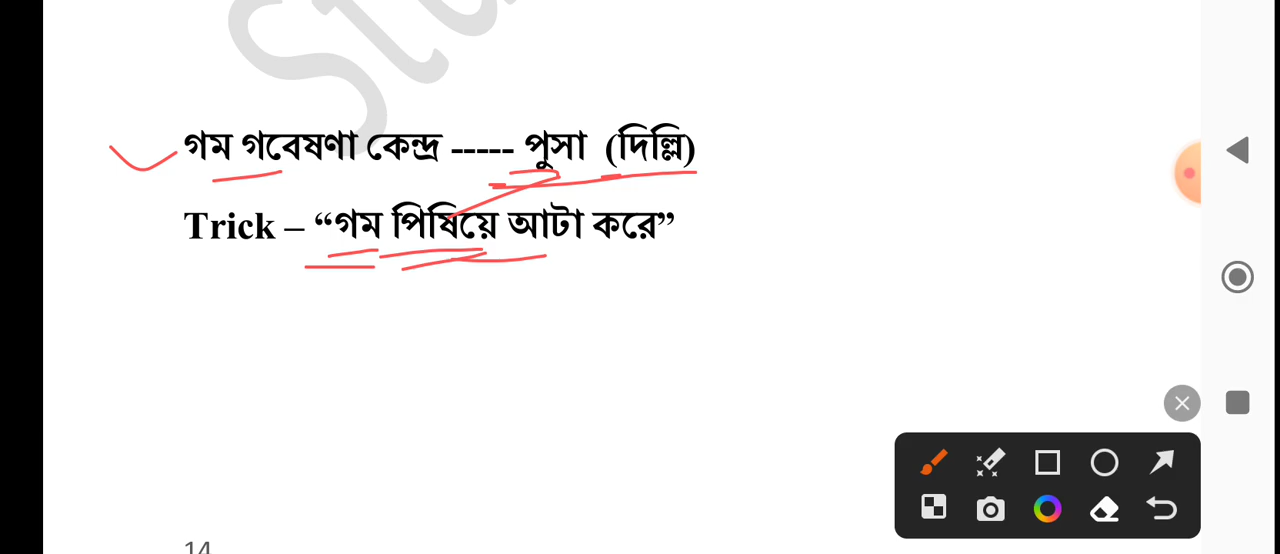 গম গবেষণা কেন্দ্র ----- পুসা (দিল্লি)
Trick – “গম পিষিয়ে আটা করে”
14